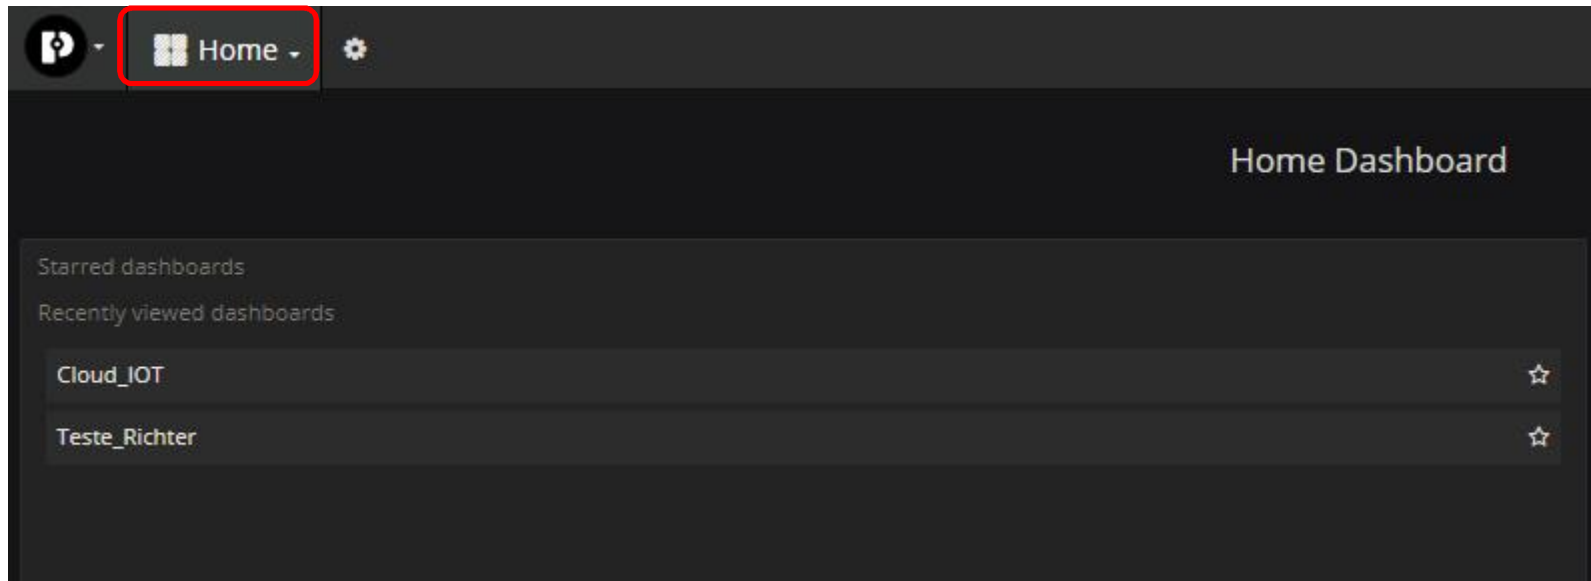 Home
Home Dashboard
Starred dashboards
Recently viewed dashboards
Cloud_IOT
Teste_Richter